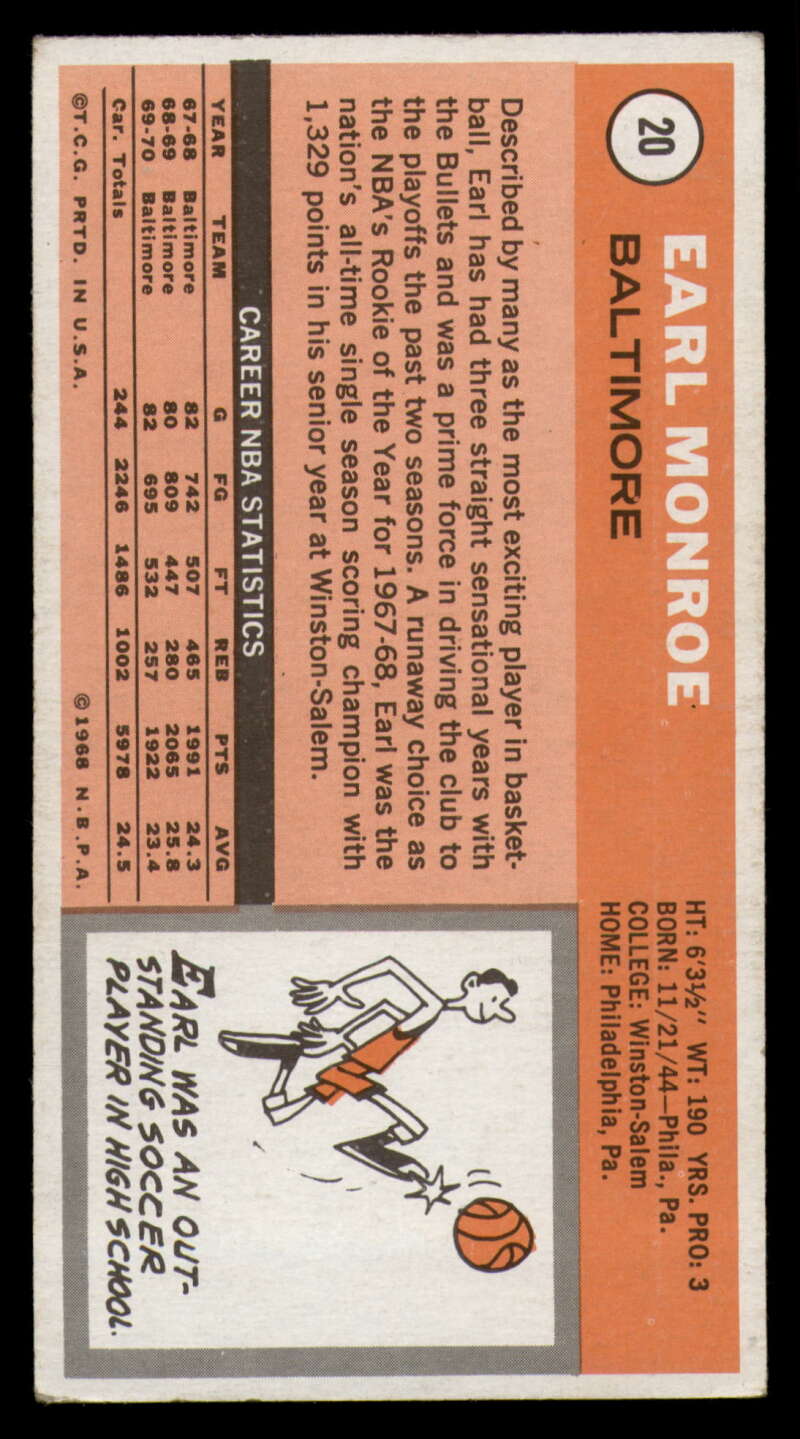 20
EARL MONROE
BALTIMORE
HT: 6'3½" WT: 190 YRS. PRO: 3
BORN: 11/21/44—Phila., Pa.
COLLEGE: Winston-Salem
HOME: Philadelphia, Pa.
Described by many as the most exciting player in basket-
ball, Earl has had three straight sensational years with
the Bullets and was a prime force in driving the club to
the playoffs the past two seasons. A runaway choice as
the NBA's Rookie of the Year for 1967-68, Earl was the
nation's all-time single season scoring champion with
1,329 points in his senior year at Winston-Salem.
CAREER NBA STATISTICS
YEAR TEAM G FG FT REB PTS AVG
67-68 Baltimore 82 742 507 465 1991 24.3
68-69 Baltimore 80 809 447 280 2065 25.8
69-70 Baltimore 82 695 532 257 1922 23.4
Car. Totals 244 2246 1486 1002 5978 24.5
©T.C.G. PRTD. IN U.S.A. ©1968 N.B.P.A.
EARL WAS AN OUT-
STANDING SOCCER
PLAYER IN HIGH SCHOOL.